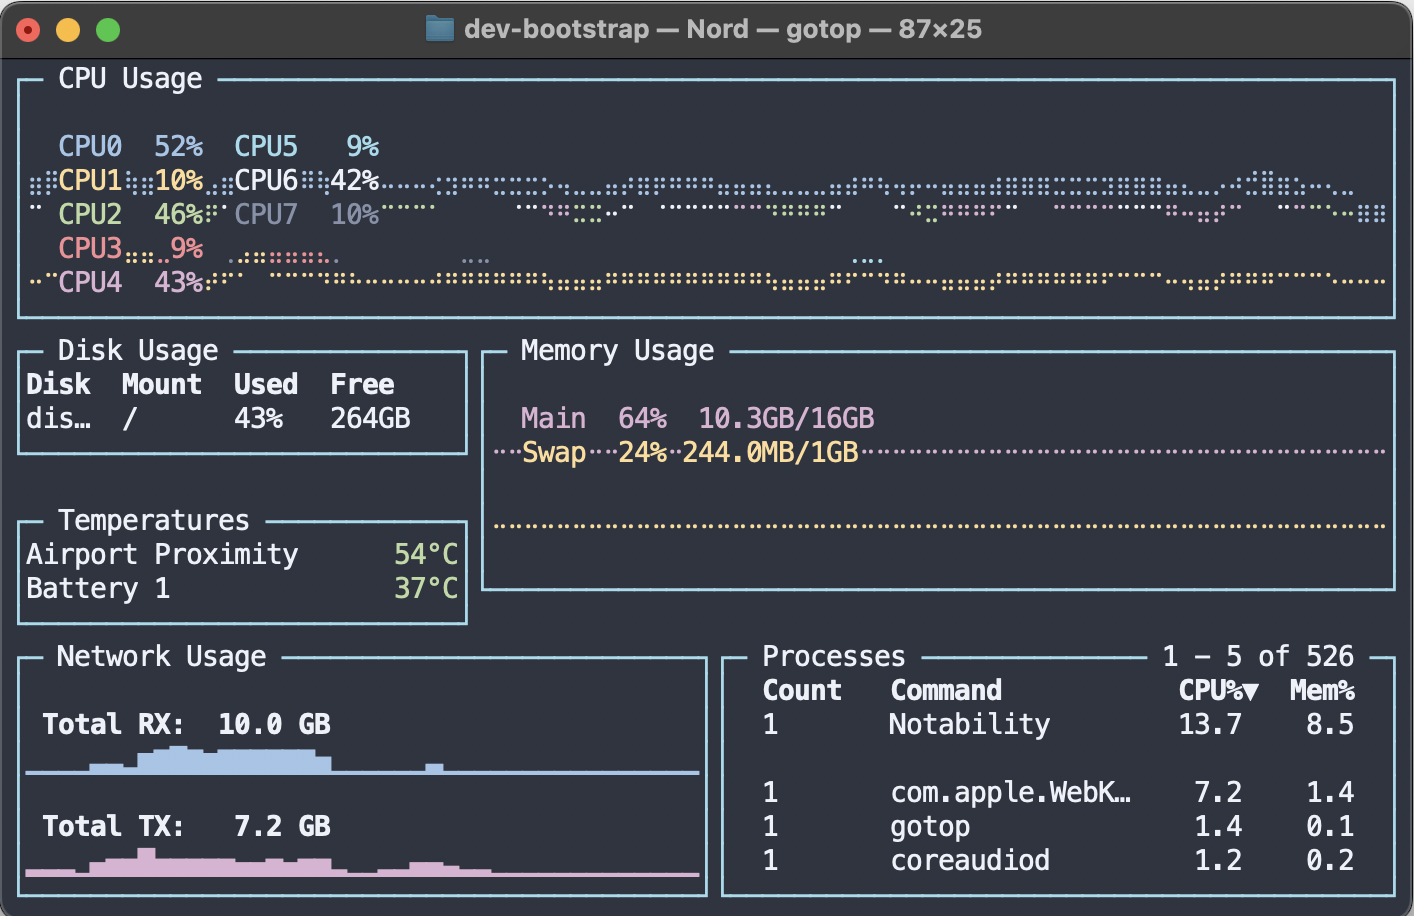 dev-bootstrap — Nord — gotop — 87×25
CPU Usage
CPU0 52% CPU5 9%
CPU1 10% CPU6 42%
CPU2 46% CPU7 10%
CPU3 9%
CPU4 43%
Disk Usage
Disk Mount Used Free
dis… / 43% 264GB
Memory Usage
Main 64% 10.3GB/16GB
Swap 24% 244.0MB/1GB
Temperatures
Airport Proximity 54°C
Battery 1 37°C
Network Usage
Total RX: 10.0 GB
Total TX: 7.2 GB
Processes 1 - 5 of 526
Count Command CPU%▼ Mem%
1 Notability 13.7 8.5
1 com.apple.WebK… 7.2 1.4
1 gotop 1.4 0.1
1 coreaudiod 1.2 0.2